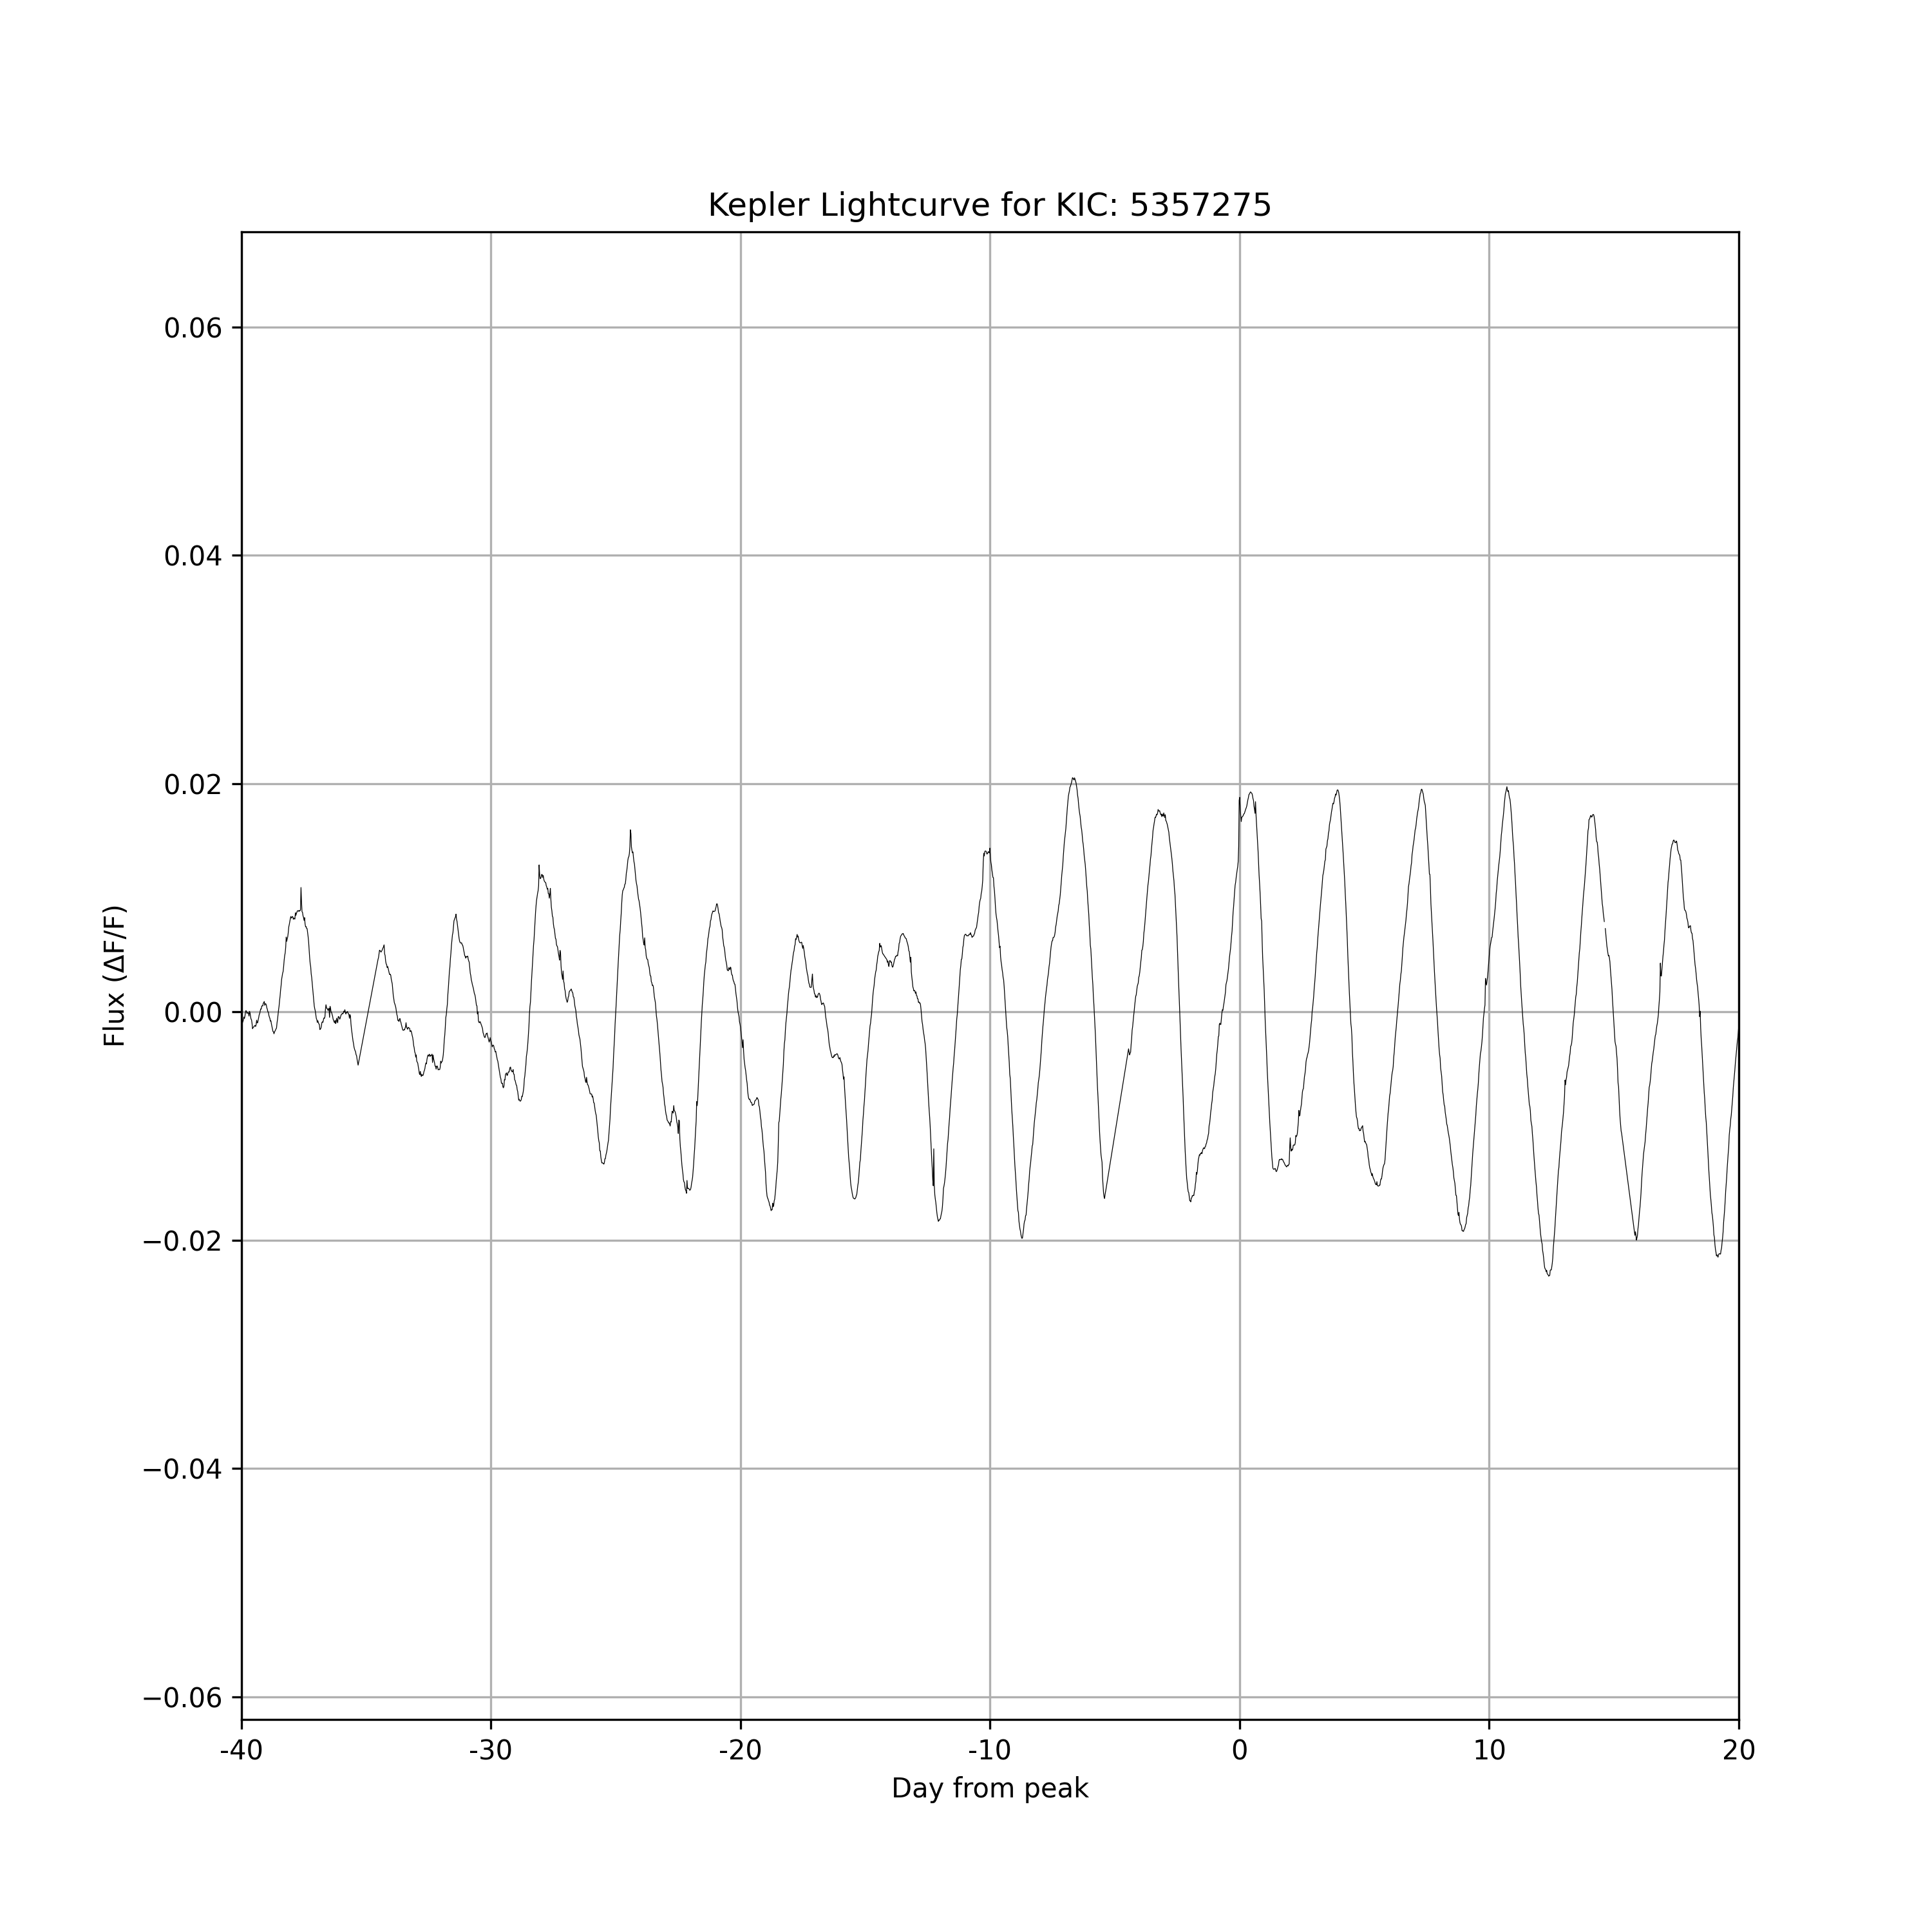 Kepler Lightcurve for KIC: 5357275
0.06
0.04
0.02
0.00
−0.02
−0.04
−0.06
Flux (ΔF/F)
-40 -30 -20 -10 0 10 20
Day from peak